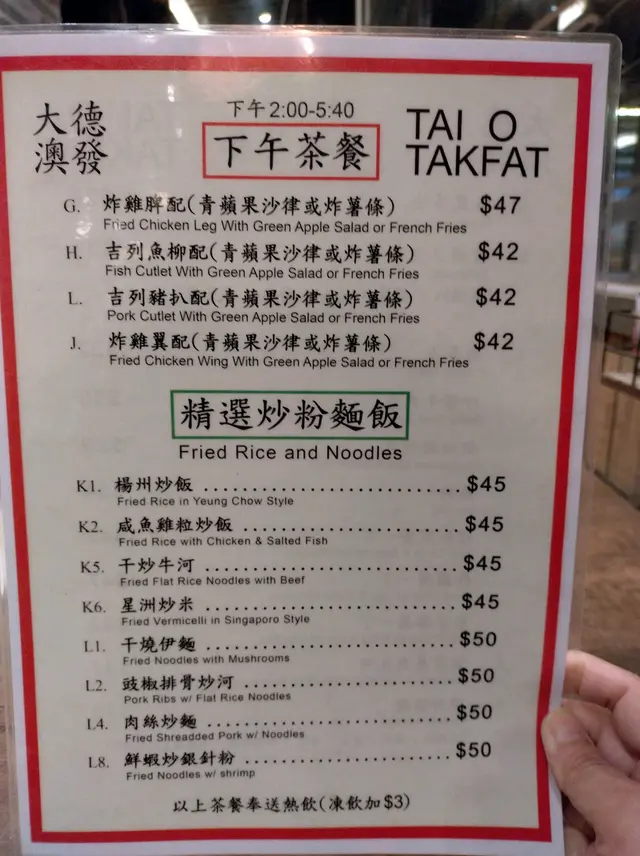 大德
澳發
下午2:00-5:40
下午茶餐
TAI O
TAKFAT
G. 炸雞脾配(青蘋果沙律或炸薯條) $47
Fried Chicken Leg With Green Apple Salad or French Fries
H. 吉列魚柳配(青蘋果沙律或炸薯條) $42
Fish Cutlet With Green Apple Salad or French Fries
L. 吉列豬扒配(青蘋果沙律或炸薯條) $42
Pork Cutlet With Green Apple Salad or French Fries
J. 炸雞翼配(青蘋果沙律或炸薯條) $42
Fried Chicken Wing With Green Apple Salad or French Fries
精選炒粉麵飯
Fried Rice and Noodles
K1. 楊州炒飯 ........................ $45
Fried Rice in Yeung Chow Style
K2. 咸魚雞粒炒飯 ........................ $45
Fried Rice with Chicken & Salted Fish
K5. 干炒牛河 ........................ $45
Fried Flat Rice Noodles with Beef
K6. 星洲炒米 ........................ $45
Fried Vermicelli in Singaporo Style
L1. 干燒伊麵 ........................ $50
Fried Noodles with Mushrooms
L2. 豉椒排骨炒河 ........................ $50
Pork Ribs w/ Flat Rice Noodles
L4. 肉絲炒麵 ........................ $50
Fried Shreadded Pork w/ Noodles
L8. 鮮蝦炒銀針粉 ........................ $50
Fried Noodles w/ shrimp
以上茶餐奉送熱飲(凍飲加$3)